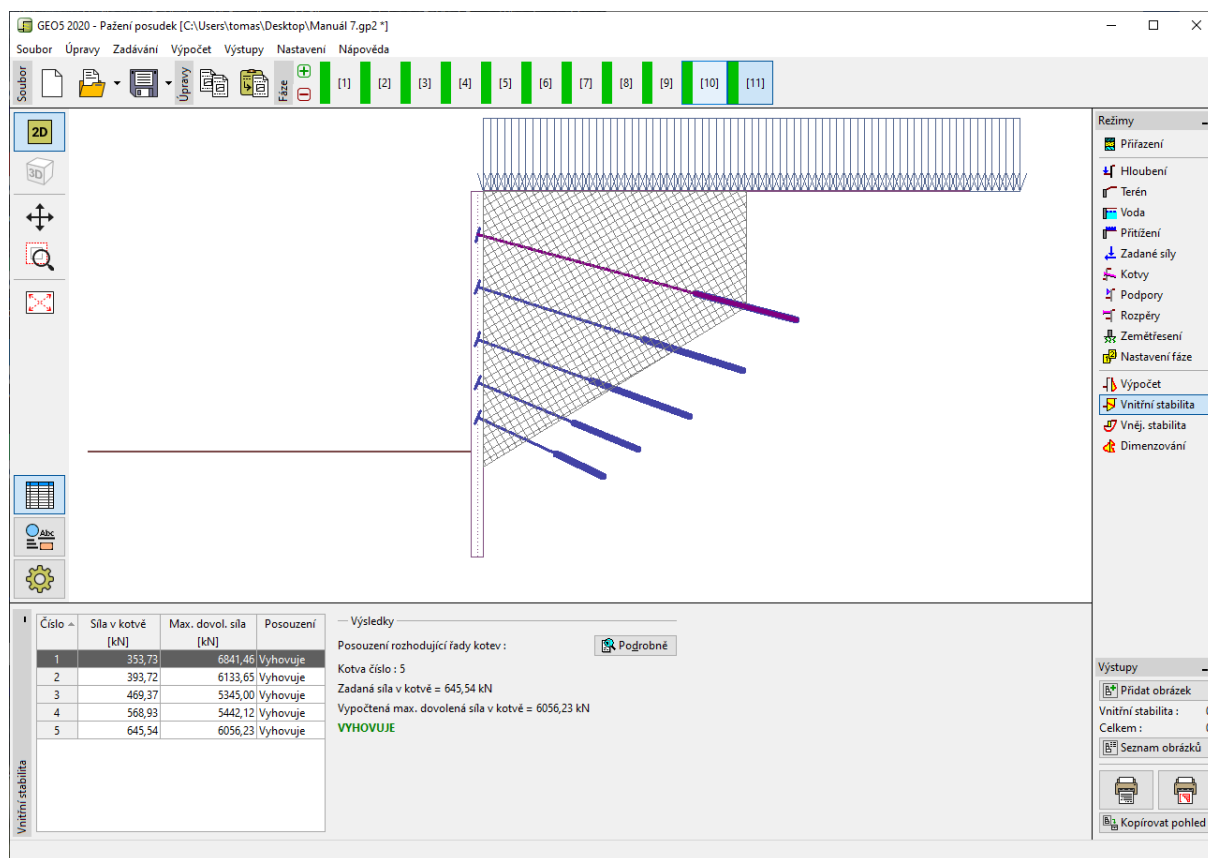 GEO5 2020 - Pažení posudek [C:\Users\tomas\Desktop\Manuál 7.gp2 *]
Soubor Úpravy Zadávání Výpočet Výstupy Nastavení Nápověda
Soubor
Úpravy
Fáze
[1] [2] [3] [4] [5] [6] [7] [8] [9] [10] [11]
2D
3D
Abc
Režimy
Přiřazení
Hloubení
Terén
Voda
Přitížení
Zadané síly
Kotvy
Podpory
Rozpěry
Zemětřesení
Nastavení fáze
Výpočet
Vnitřní stabilita
Vněj. stabilita
Dimenzování
Vnitřní stabilita
Číslo Síla v kotvě Max. dovol. síla Posouzení
[kN] [kN]
1 353,73 6841,46 Vyhovuje
2 393,72 6133,65 Vyhovuje
3 469,37 5345,00 Vyhovuje
4 568,93 5442,12 Vyhovuje
5 645,54 6056,23 Vyhovuje
Výsledky
Posouzení rozhodující řady kotev :
Podrobně
Kotva číslo : 5
Zadaná síla v kotvě = 645,54 kN
Vypočtená max. dovolená síla v kotvě = 6056,23 kN
VYHOVUJE
Výstupy
Přidat obrázek
Vnitřní stabilita : 0
Celkem : 0
Seznam obrázků
Kopírovat pohled